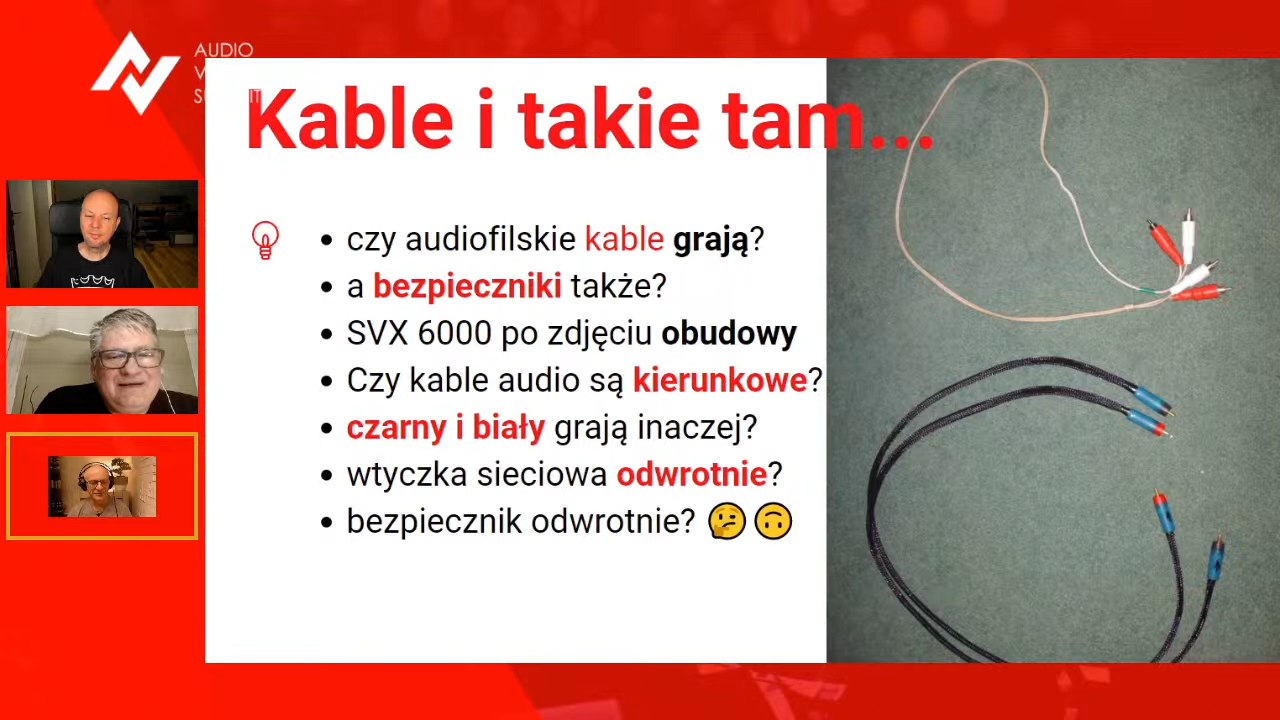 AUDIO
Kable i takie tam...
czy audiofilskie kable grają?
a bezpieczniki także?
SVX 6000 po zdjęciu obudowy
Czy kable audio są kierunkowe?
czarny i biały grają inaczej?
wtyczka sieciowa odwrotnie?
bezpiecznik odwrotnie? 🤔 🙃